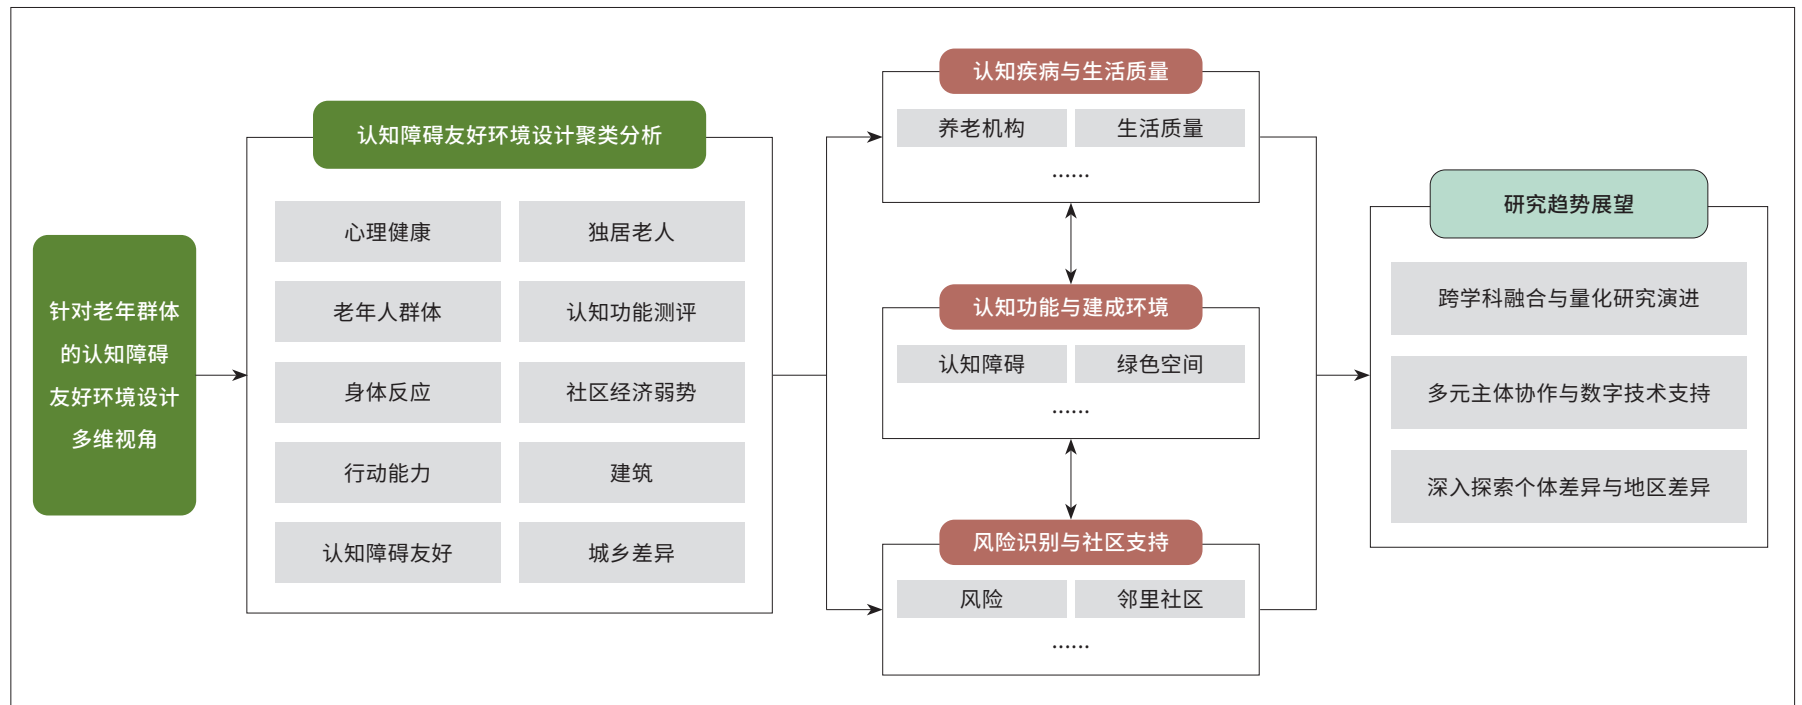 针对老年群体
的认知障碍
友好环境设计
多维视角
认知障碍友好环境设计聚类分析
心理健康
独居老人
老年人群体
认知功能测评
身体反应
社区经济弱势
行动能力
建筑
认知障碍友好
城乡差异
认知疾病与生活质量
养老机构
生活质量
......
认知功能与建成环境
认知障碍
绿色空间
......
风险识别与社区支持
风险
邻里社区
......
研究趋势展望
跨学科融合与量化研究演进
多元主体协作与数字技术支持
深入探索个体差异与地区差异